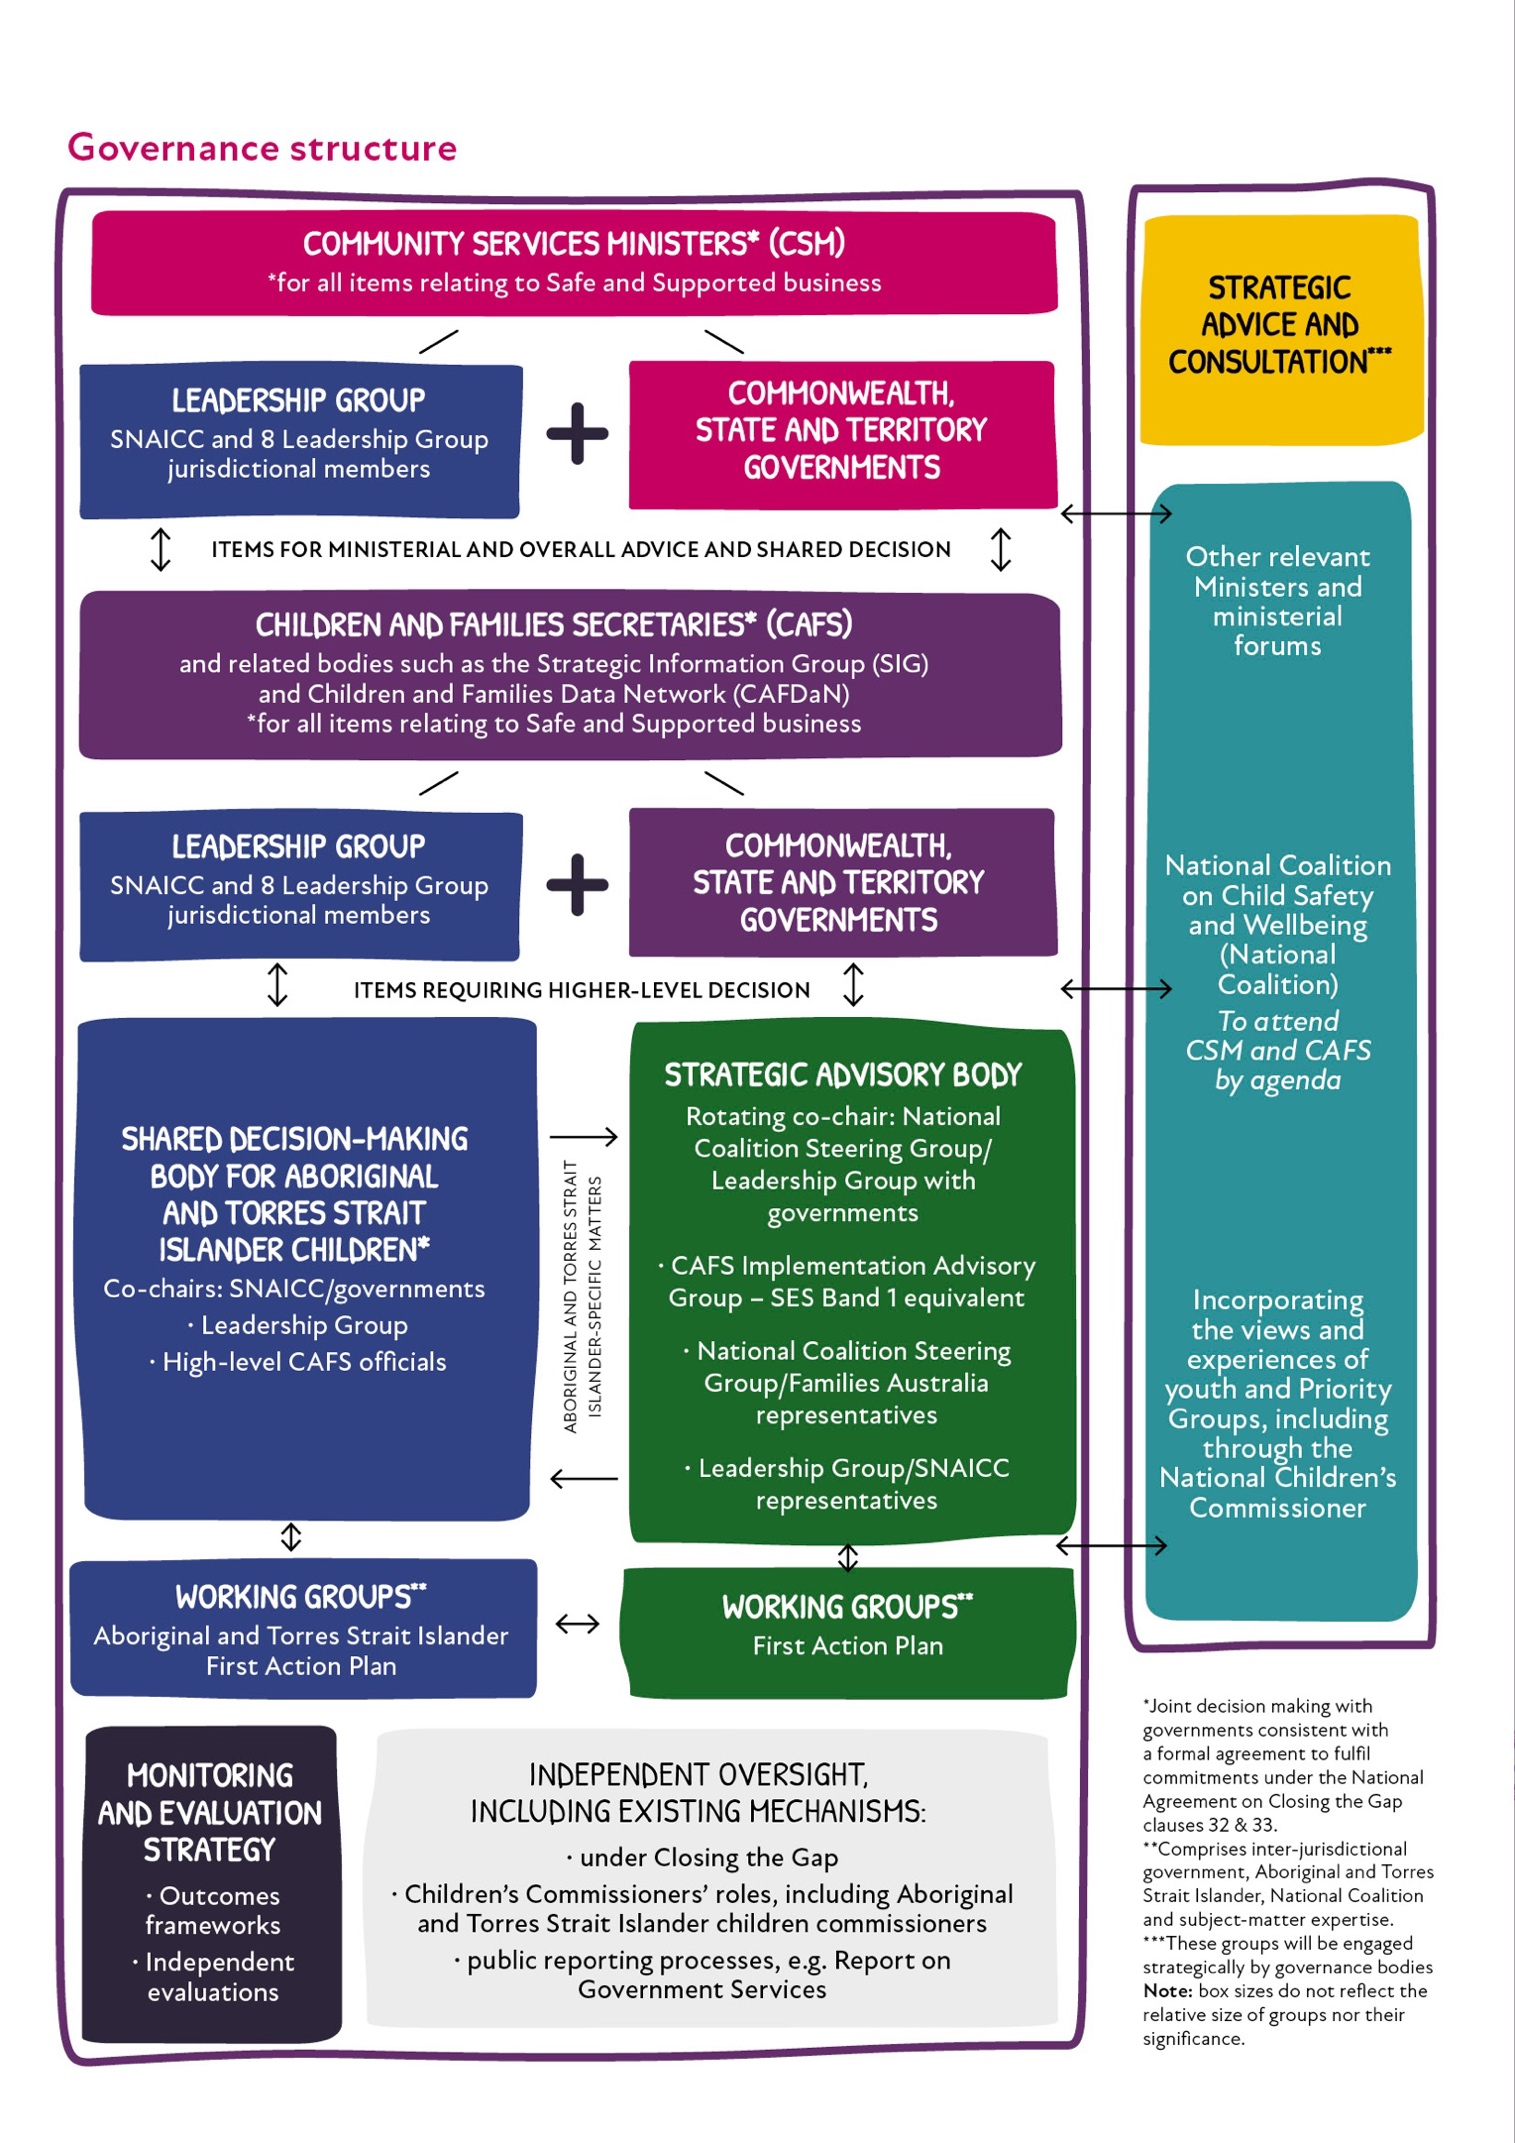 Governance structure
COMMUNITY SERVICES MINISTERS* (CSM)
*for all items relating to Safe and Supported business
LEADERSHIP GROUP
SNAICC and 8 Leadership Group
jurisdictional members
+
COMMONWEALTH,
STATE AND TERRITORY
GOVERNMENTS
ITEMS FOR MINISTERIAL AND OVERALL ADVICE AND SHARED DECISION
CHILDREN AND FAMILIES SECRETARIES* (CAFS)
and related bodies such as the Strategic Information Group (SIG)
and Children and Families Data Network (CAFDaN)
*for all items relating to Safe and Supported business
LEADERSHIP GROUP
SNAICC and 8 Leadership Group
jurisdictional members
+
COMMONWEALTH,
STATE AND TERRITORY
GOVERNMENTS
ITEMS REQUIRING HIGHER-LEVEL DECISION
SHARED DECISION-MAKING
BODY FOR ABORIGINAL
AND TORRES STRAIT
ISLANDER CHILDREN*
Co-chairs: SNAICC/governments
· Leadership Group
· High-level CAFS officials
ABORIGINAL AND TORRES STRAIT
ISLANDER-SPECIFIC MATTERS
STRATEGIC ADVISORY BODY
Rotating co-chair: National
Coalition Steering Group/
Leadership Group with
governments
· CAFS Implementation Advisory
Group – SES Band 1 equivalent
· National Coalition Steering
Group/Families Australia
representatives
· Leadership Group/SNAICC
representatives
WORKING GROUPS**
Aboriginal and Torres Strait Islander
First Action Plan
WORKING GROUPS**
First Action Plan
MONITORING
AND EVALUATION
STRATEGY
· Outcomes
frameworks
· Independent
evaluations
INDEPENDENT OVERSIGHT,
INCLUDING EXISTING MECHANISMS:
· under Closing the Gap
· Children's Commissioners' roles, including Aboriginal
and Torres Strait Islander children commissioners
· public reporting processes, e.g. Report on
Government Services
STRATEGIC
ADVICE AND
CONSULTATION***
Other relevant
Ministers and
ministerial
forums
National Coalition
on Child Safety
and Wellbeing
(National
Coalition)
To attend
CSM and CAFS
by agenda
Incorporating
the views and
experiences of
youth and Priority
Groups, including
through the
National Children's
Commissioner
*Joint decision making with
governments consistent with
a formal agreement to fulfil
commitments under the National
Agreement on Closing the Gap
clauses 32 & 33.
**Comprises inter-jurisdictional
government, Aboriginal and Torres
Strait Islander, National Coalition
and subject-matter expertise.
***These groups will be engaged
strategically by governance bodies
Note: box sizes do not reflect the
relative size of groups nor their
significance.